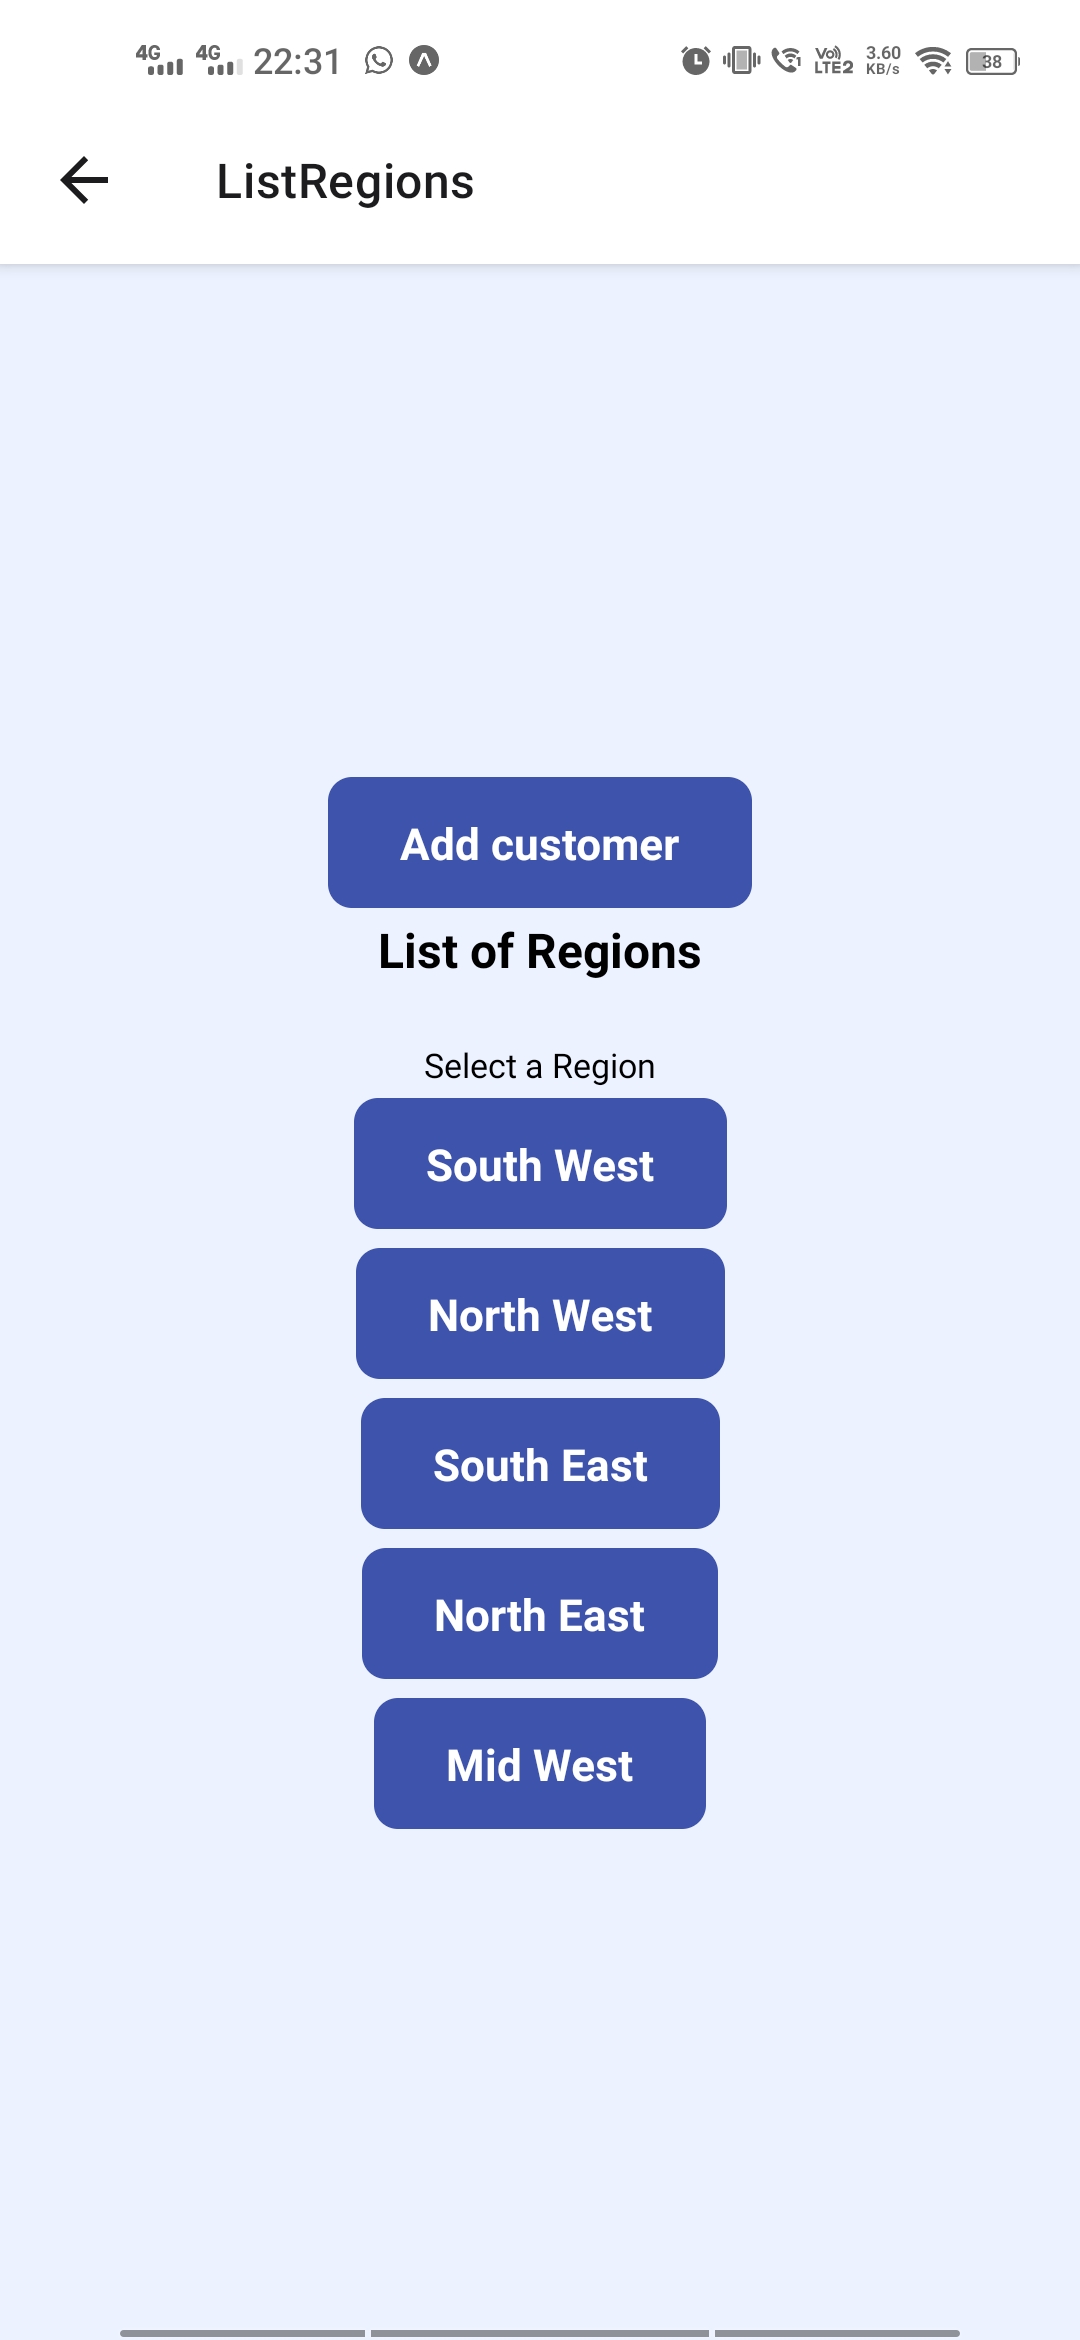 4G 4G 22:31 Vo) LTE2 3.60 KB/s 38
ListRegions
Add customer
List of Regions
Select a Region
South West
North West
South East
North East
Mid West